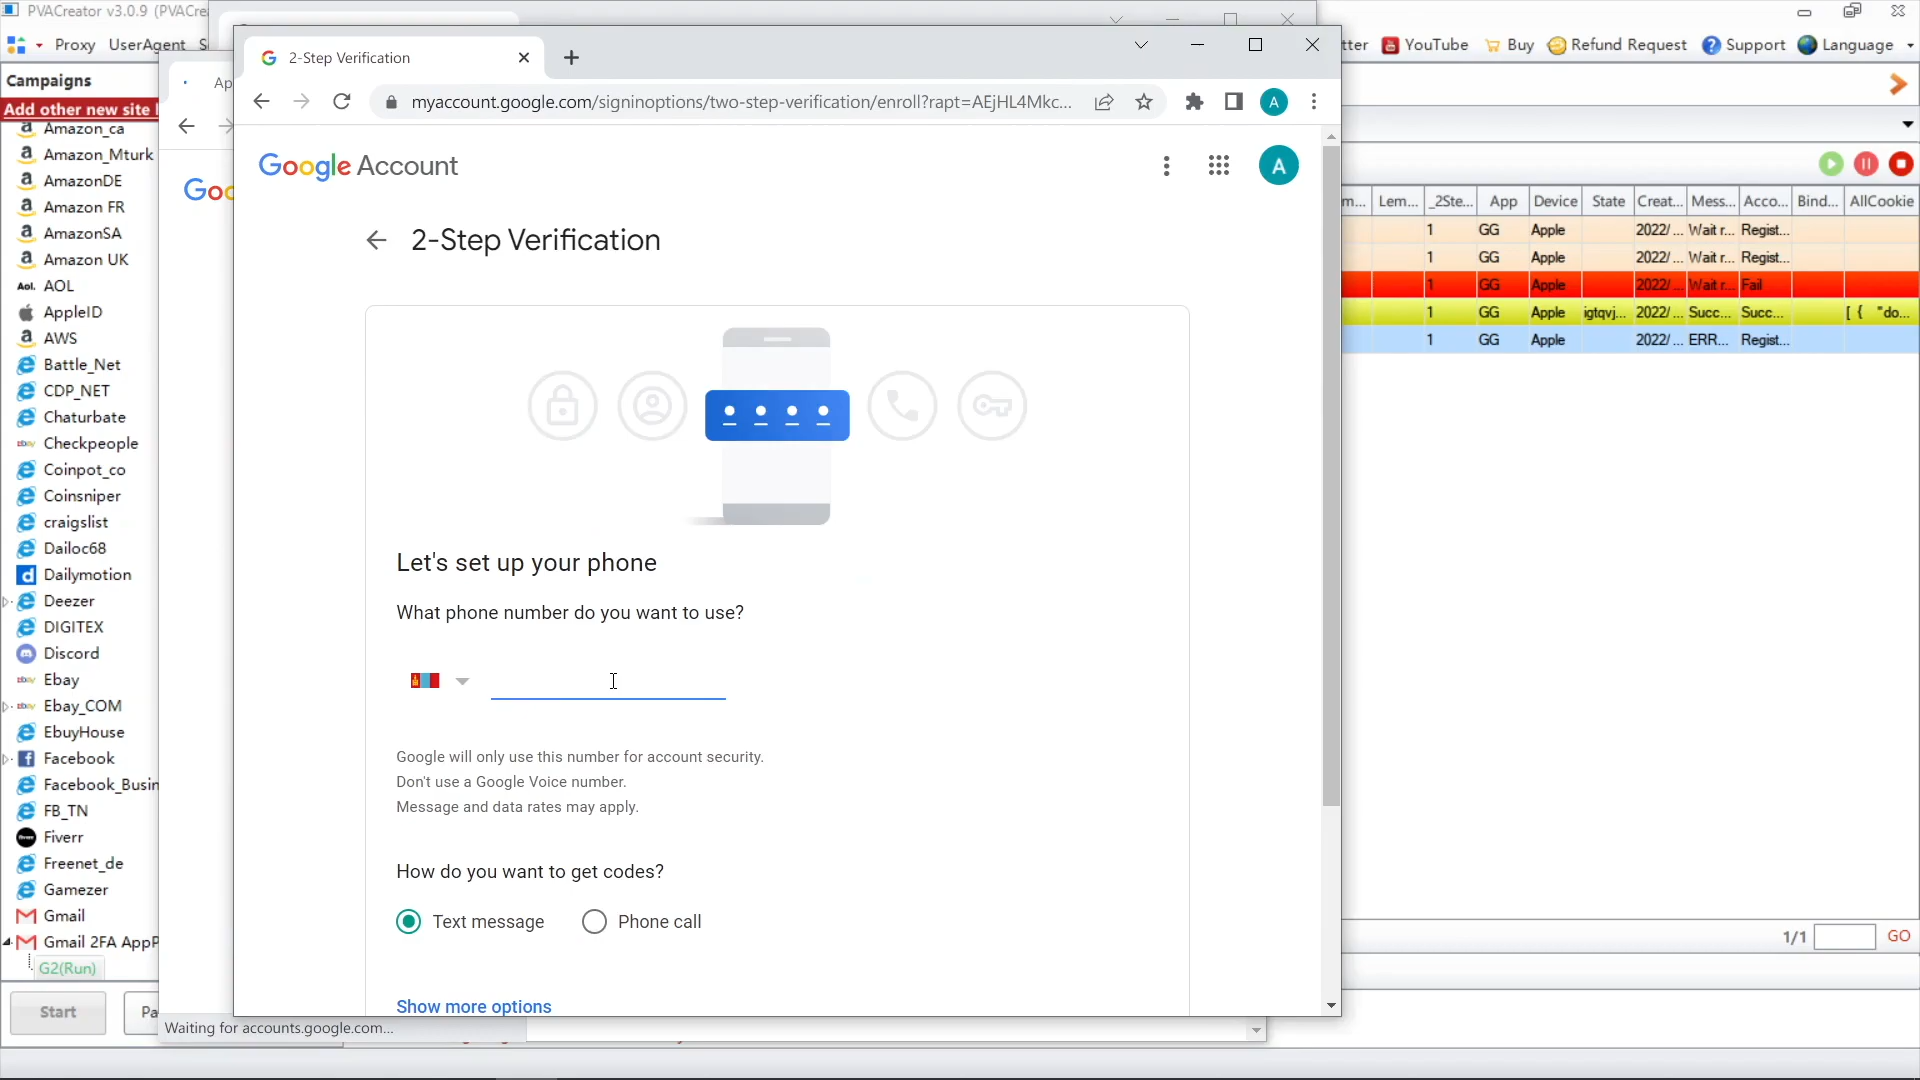 PVACreator v3.0.9 (PVACre
Proxy UserAgent S
tter YouTube Buy Refund Request Support Language
Campaigns
Add other new site
Amazon_ca
Amazon_Mturk
AmazonDE
Amazon FR
AmazonSA
Amazon UK
Aol. AOL
AppleID
AWS
Battle_Net
CDP_NET
Chaturbate
Checkpeople
Coinpot_co
Coinsniper
craigslist
Dailoc68
Dailymotion
Deezer
DIGITEX
Discord
Ebay
Ebay_COM
EbuyHouse
Facebook
Facebook_Busin
FB_TN
Fiverr
Freenet_de
Gamezer
Gmail
Gmail 2FA AppP
G2(Run)
Start Pa
Ap
Goo
Waiting for accounts.google.com...
2-Step Verification
myaccount.google.com/signinoptions/two-step-verification/enroll?rapt=AEjHL4Mkc...
A
Google Account
A
2-Step Verification
Let's set up your phone
What phone number do you want to use?
Google will only use this number for account security.
Don't use a Google Voice number.
Message and data rates may apply.
How do you want to get codes?
Text message Phone call
Show more options
m... Lem... _2Ste... App Device State Creat... Mess... Acco... Bind... AllCookie
1 GG Apple 2022/ ... Wait r... Regist...
1 GG Apple 2022/ ... Wait r... Regist...
1 GG Apple 2022/ ... Wait r... Fail
1 GG Apple igtqvj... 2022/ ... Succ... Succ... [ { "do...
1 GG Apple 2022/ ... ERR... Regist...
1/1 GO